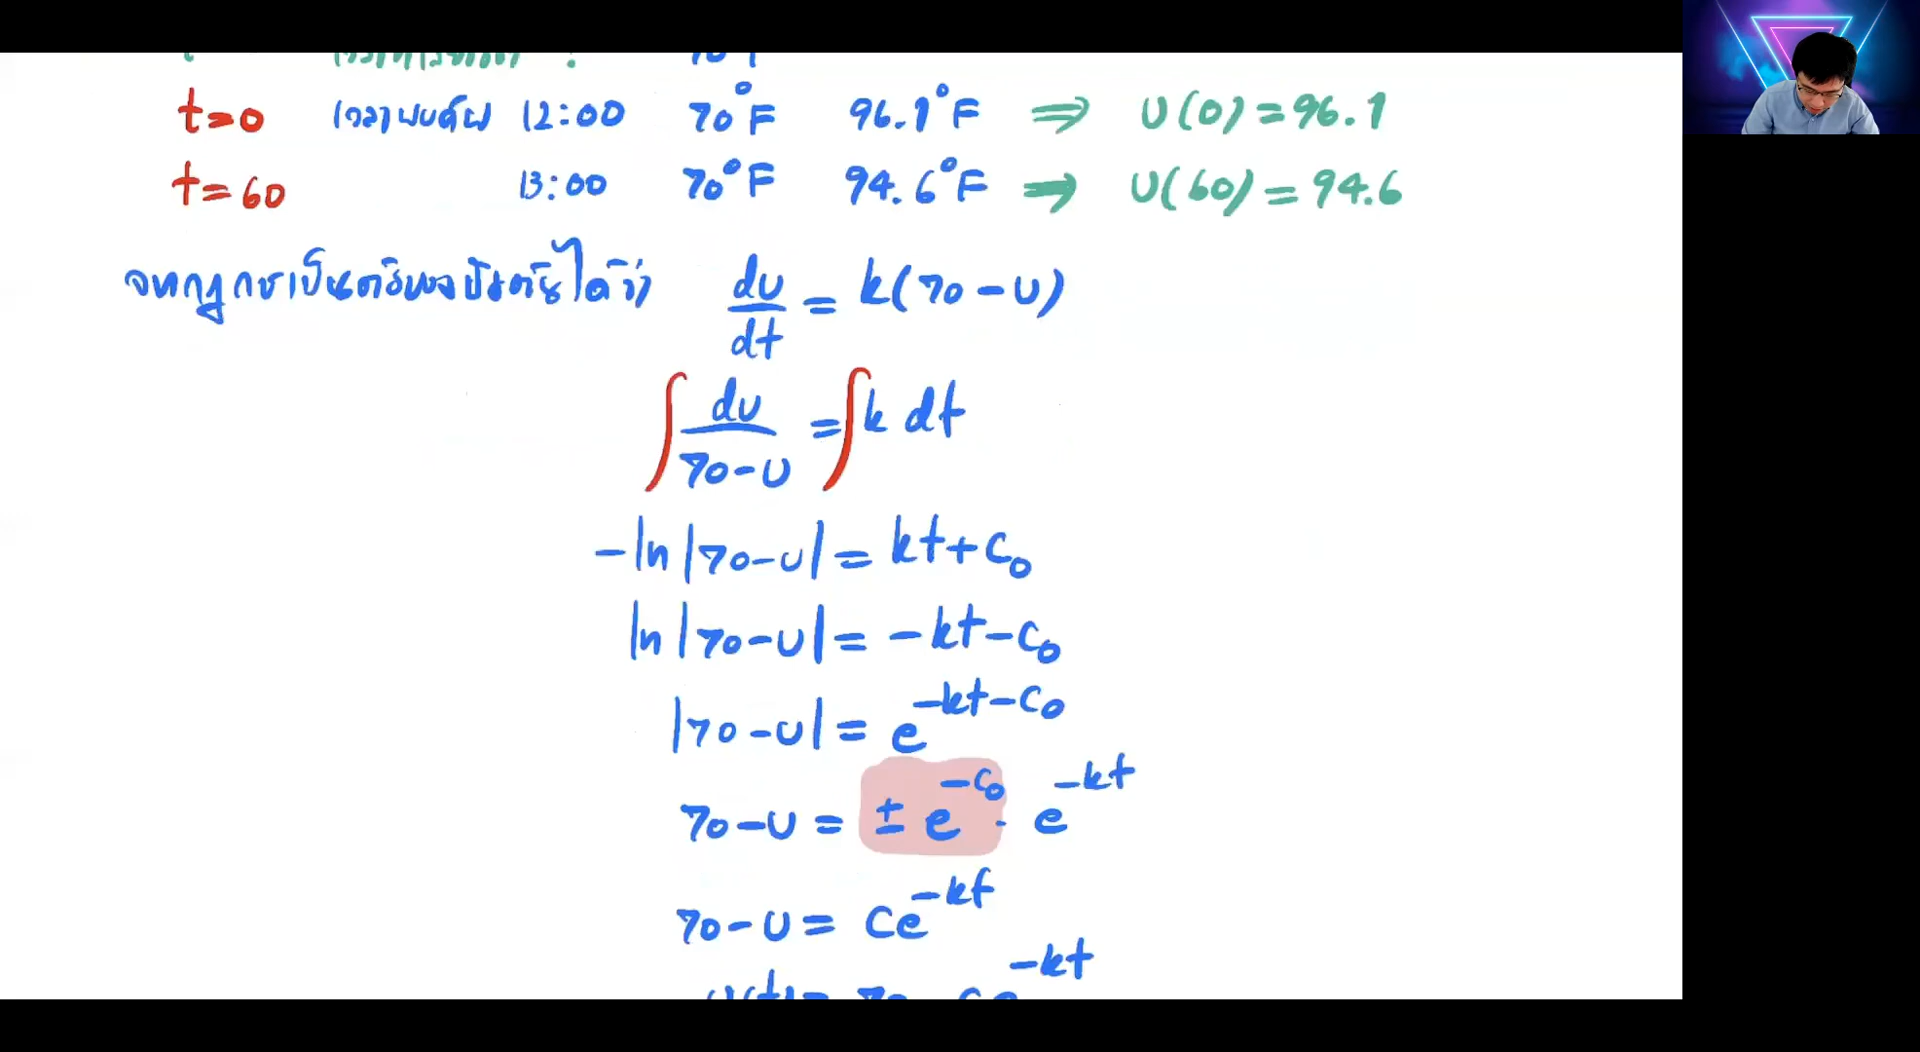 t=0 เวลาพบศพ 12:00 70°F 96.1°F ⇒ U(0)=96.1
t=60 13:00 70°F 94.6°F ⇒ U(60)=94.6
จากกฎการเย็นตัวของนิวตันได้ว่า du/dt = k(70-U)
∫ du/(70-U) = ∫ k dt
-ln|70-U| = kt+C₀
ln|70-U| = -kt-C₀
|70-U| = e^(-kt-C₀)
70-U = ± e^(-C₀) · e^(-kt)
70-U = Ce^(-kt)